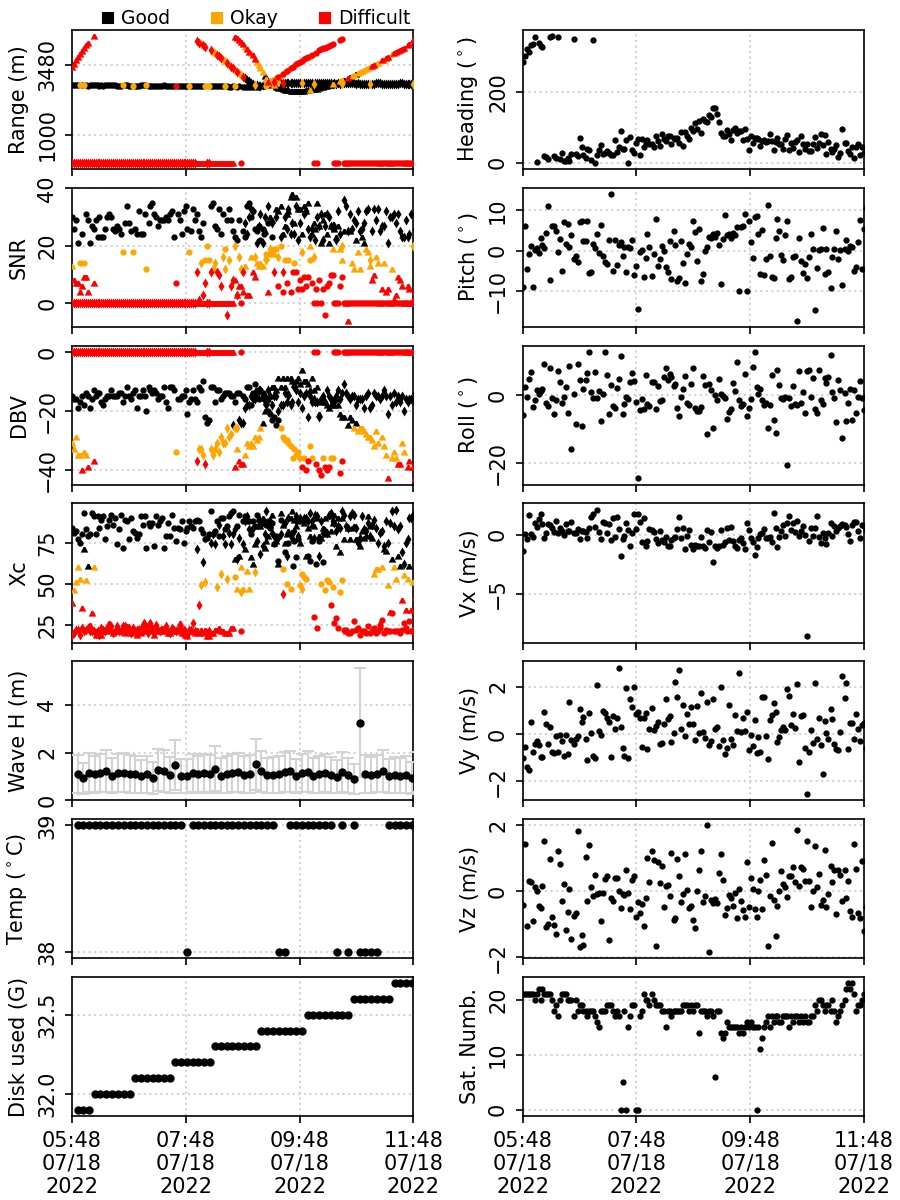 Good Okay Difficult
Range (m)
3480
1000
SNR
40
20
0
DBV
0
−20
−40
Xc
75
50
25
Wave H (m)
4
2
0
Temp (°C)
39
38
Disk used (G)
32.5
32.0
05:48 07:48 09:48 11:48
07/18 07/18 07/18 07/18
2022 2022 2022 2022
Heading (°)
200
0
Pitch (°)
10
0
−10
Roll (°)
0
−20
Vx (m/s)
0
−5
Vy (m/s)
2
0
−2
Vz (m/s)
2
0
−2
Sat. Numb.
20
10
0
05:48 07:48 09:48 11:48
07/18 07/18 07/18 07/18
2022 2022 2022 2022